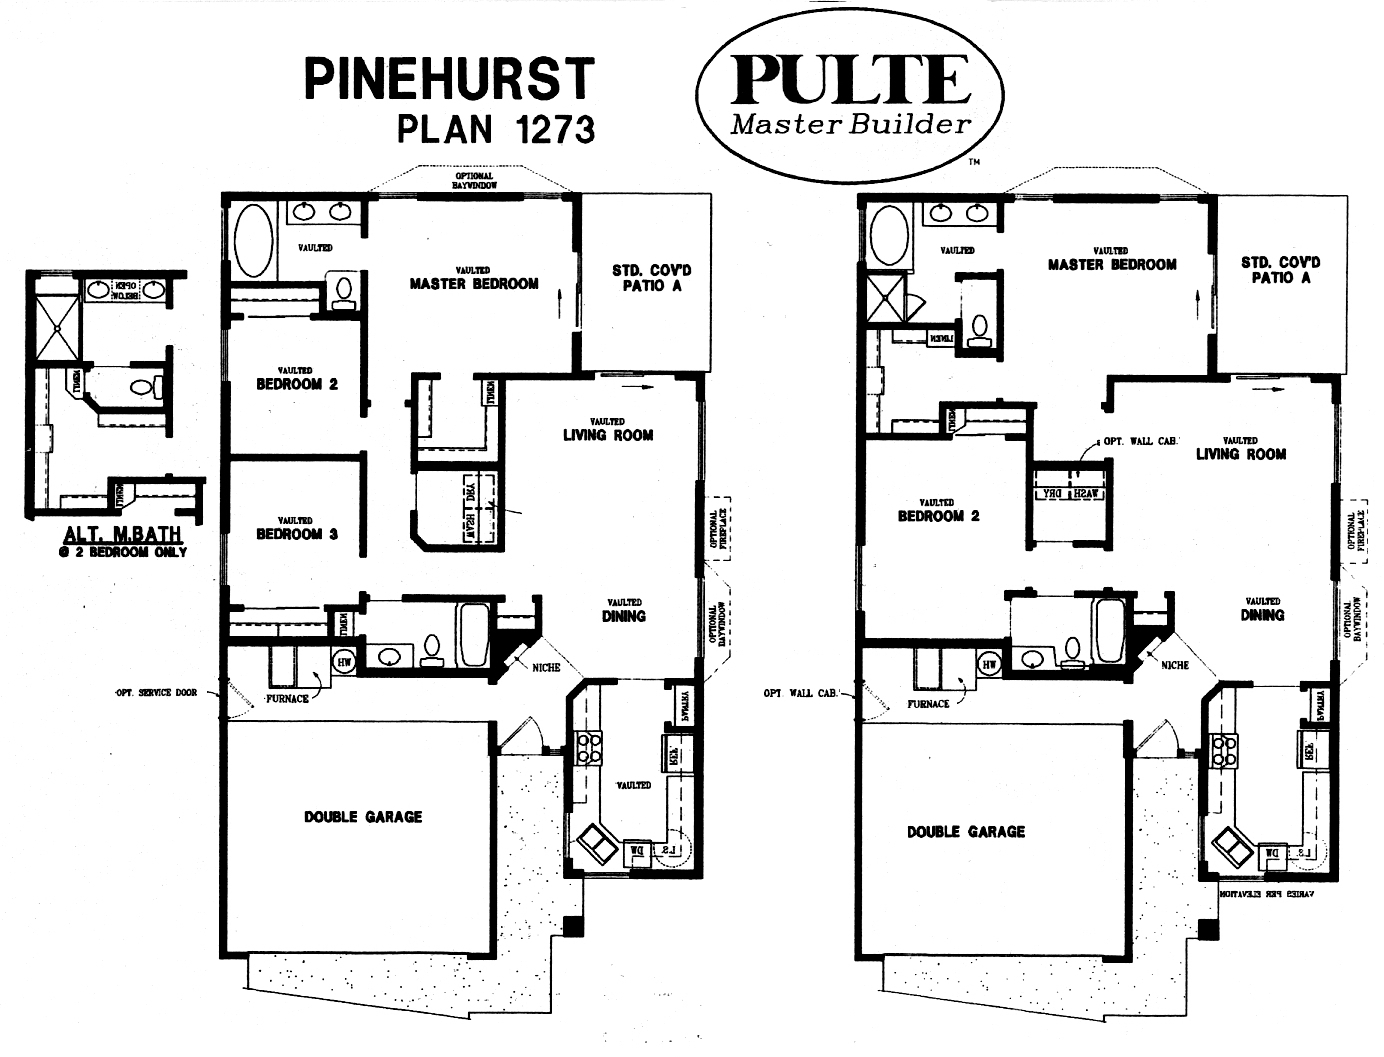 PINEHURST
PLAN 1273
PULTE
Master Builder
TM
OPTIONAL
BAYWINDOW
VAULTED
VAULTED
MASTER BEDROOM
STD. COV'D
PATIO A
VAULTED
BEDROOM 2
LINEN
VAULTED
LIVING ROOM
DRY
WASH
VAULTED
BEDROOM 3
OPTIONAL
FIREPLACE
VAULTED
DINING
OPTIONAL
BAYWINDOW
LINEN
HW
NICHE
FURNACE
OPT. SERVICE DOOR
PANTRY
REF.
VAULTED
DW
L.S.
DOUBLE GARAGE
OPEN
BELOW
LINEN
LINEN
ALT. M.BATH
@ 2 BEDROOM ONLY
VAULTED
VAULTED
MASTER BEDROOM
STD. COV'D
PATIO A
LINEN
LINEN
OPT. WALL CAB.
VAULTED
LIVING ROOM
WASH
DRY
VAULTED
BEDROOM 2
OPTIONAL
FIREPLACE
VAULTED
DINING
OPTIONAL
BAYWINDOW
HW
NICHE
FURNACE
OPT. WALL CAB.
PANTRY
REF.
DW
L.S.
DOUBLE GARAGE
VARIES PER ELEVATION